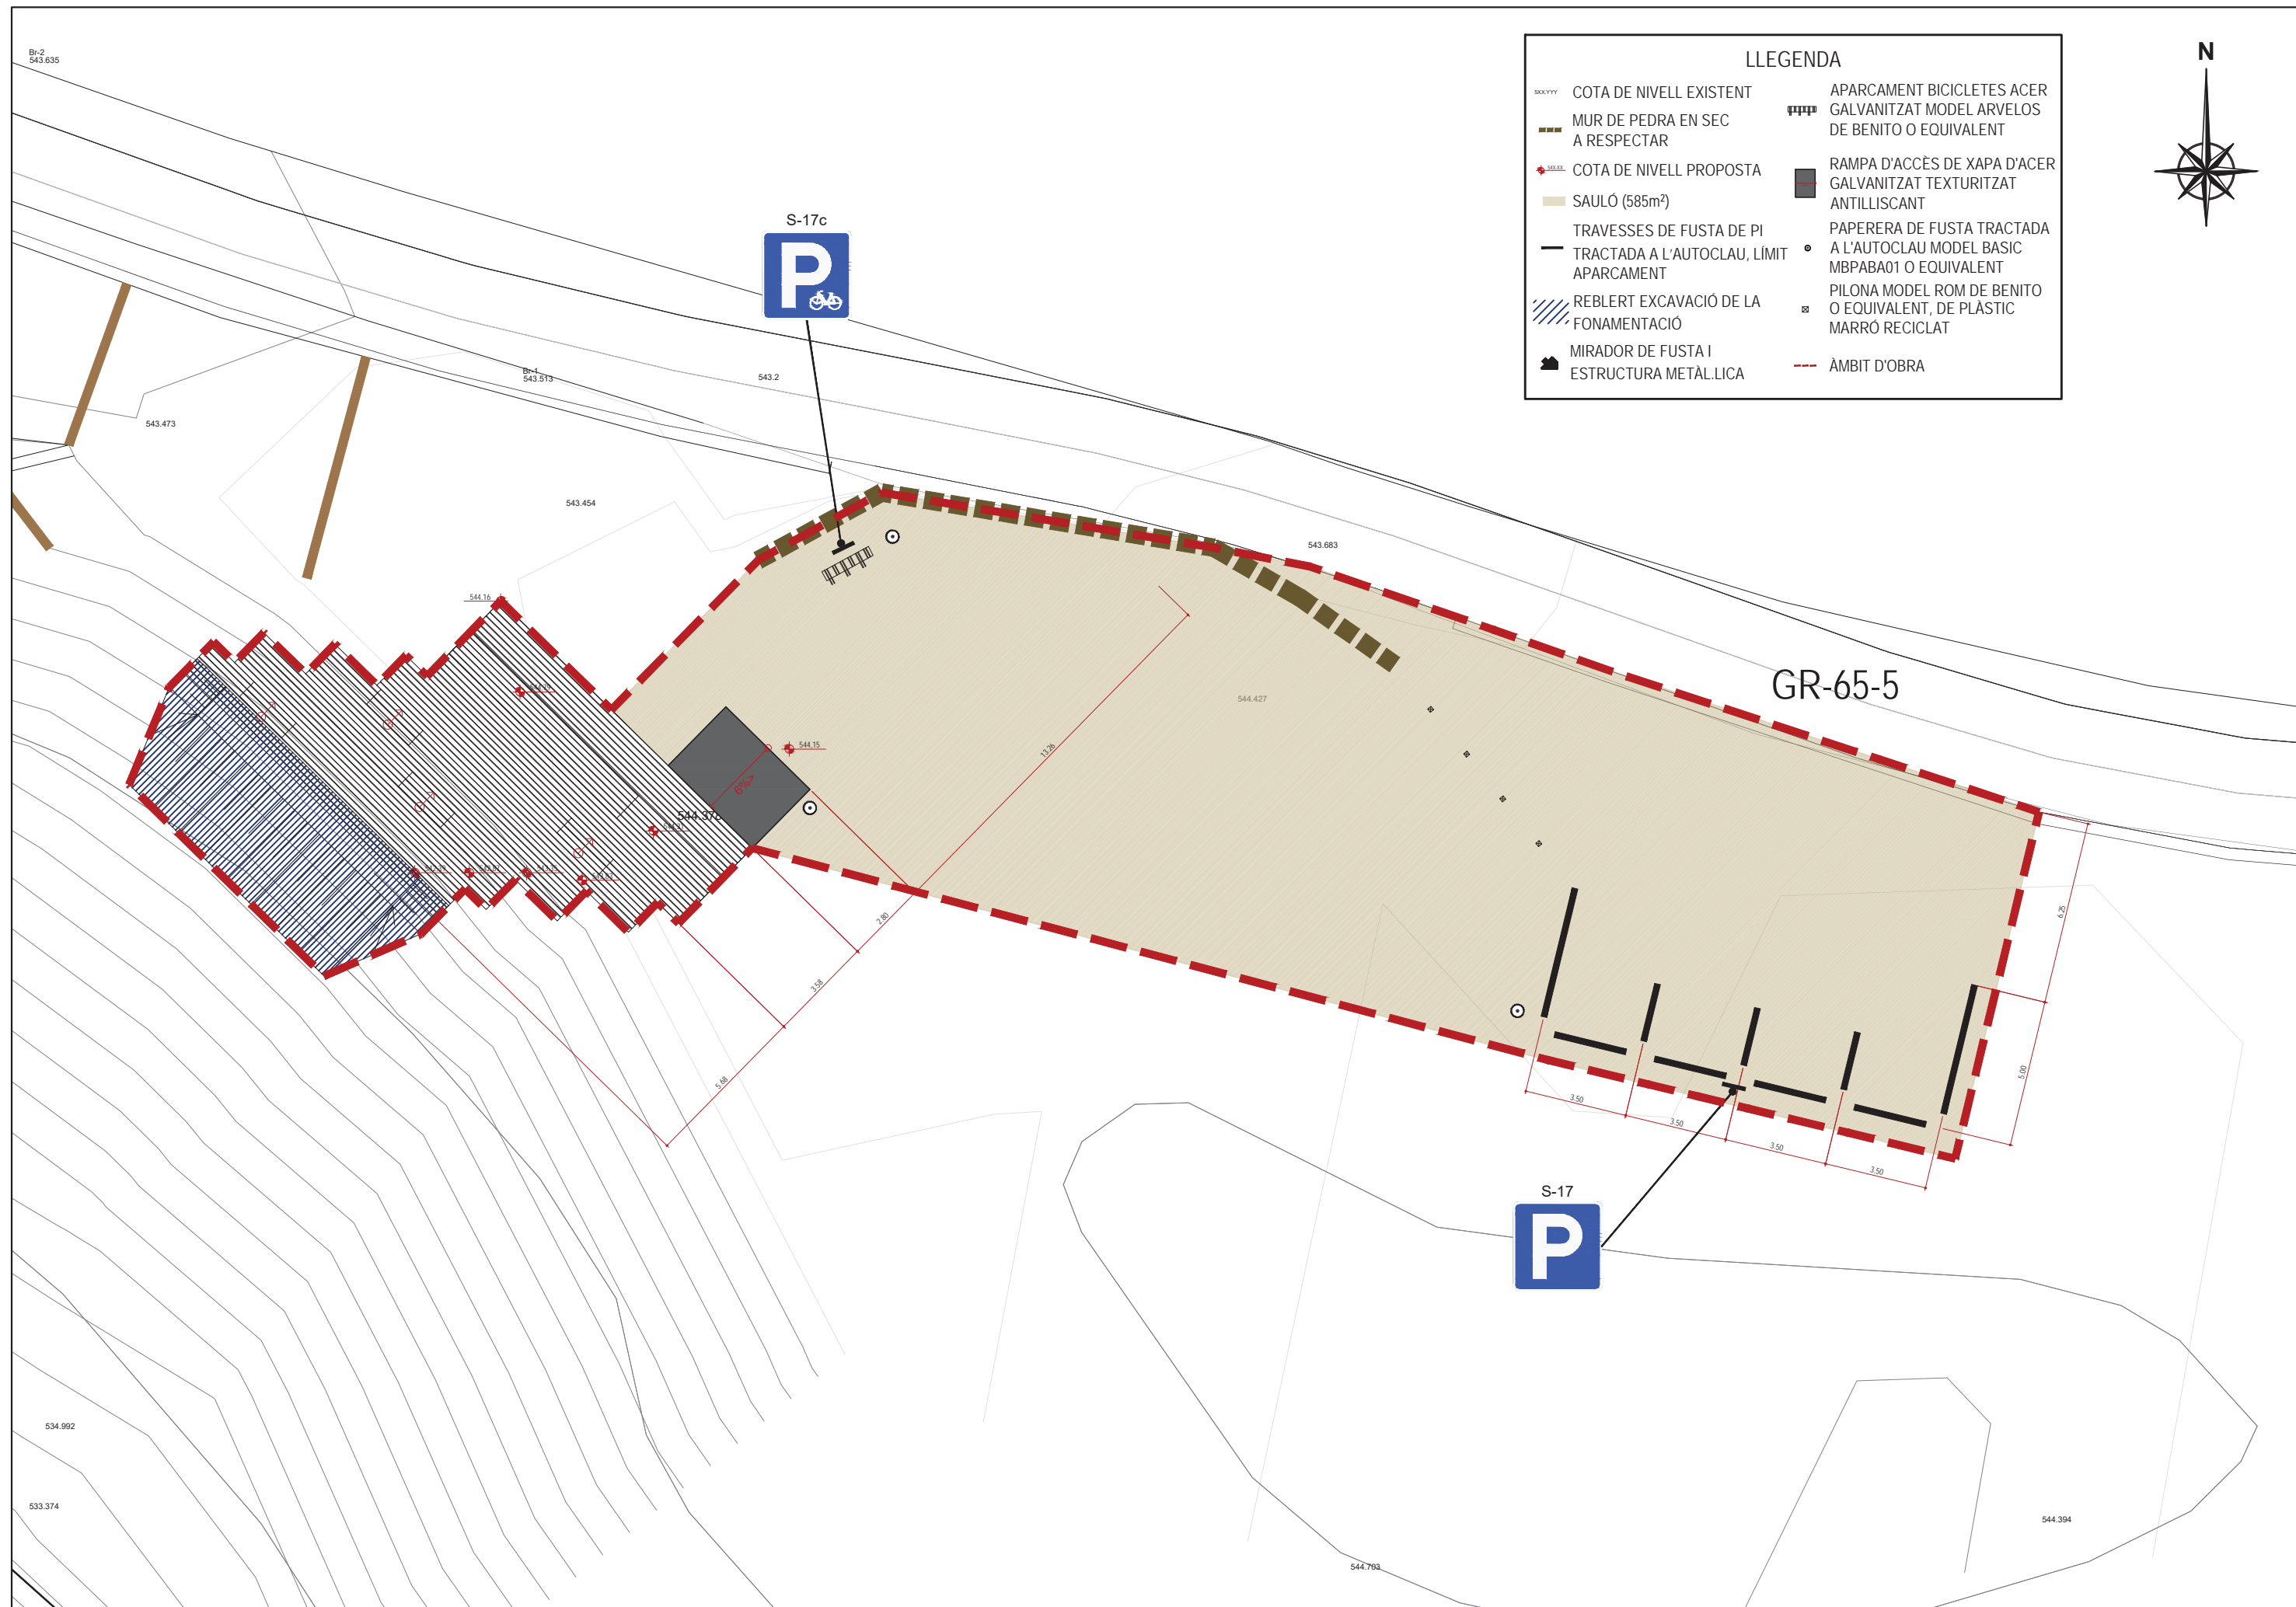 Br-2
543.635
LLEGENDA
SXX.YYY COTA DE NIVELL EXISTENT
MUR DE PEDRA EN SEC
A RESPECTAR
COTA DE NIVELL PROPOSTA
SAULÓ (585m²)
TRAVESSES DE FUSTA DE PI
TRACTADA A L'AUTOCLAU, LÍMIT
APARCAMENT
REBLERT EXCAVACIÓ DE LA
FONAMENTACIÓ
MIRADOR DE FUSTA I
ESTRUCTURA METÀL.LICA
APARCAMENT BICICLETES ACER
GALVANITZAT MODEL ARVELOS
DE BENITO O EQUIVALENT
RAMPA D'ACCÈS DE XAPA D'ACER
GALVANITZAT TEXTURITZAT
ANTILLISCANT
PAPERERA DE FUSTA TRACTADA
A L'AUTOCLAU MODEL BASIC
MBPABA01 O EQUIVALENT
PILONA MODEL ROM DE BENITO
O EQUIVALENT, DE PLÀSTIC
MARRÓ RECICLAT
ÀMBIT D'OBRA
N
S-17c
P
Br-1
543.513
543.2
543.473
543.454
543.683
544.16
544.427
GR-65-5
544.15
13.26
6%>
544.376
2.80
3.58
5.68
6.25
5.00
3.50
3.50
3.50
3.50
S-17
P
534.992
533.374
544.394
544.703